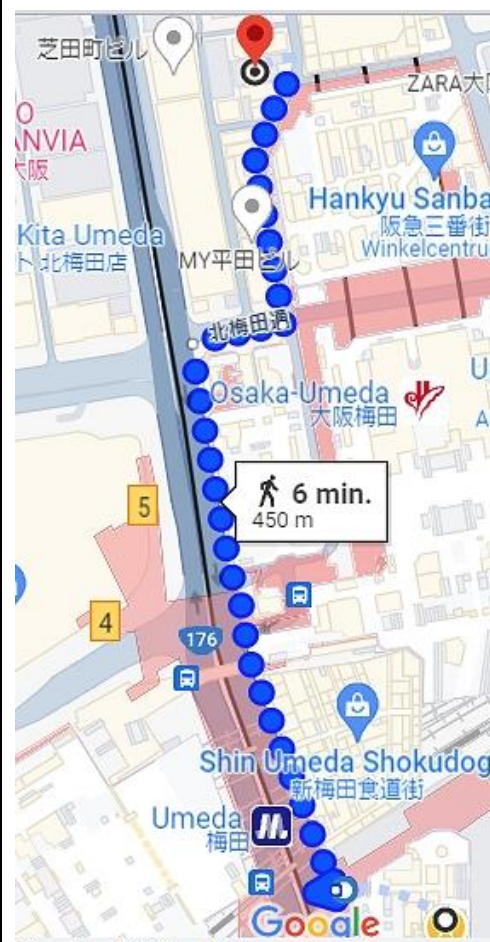 芝田町ビル
ZARA大
O
ANVIA
大阪
Hankyu Sanba
阪急三番街
Winkelcentru
Kita Umeda
ト 北梅田店
MY平田ビル
北梅田通
U
Osaka-Umeda
大阪梅田
A
6 min.
450 m
5
4
176
Shin Umeda Shokudog
新梅田食道街
Umeda
梅田
Google